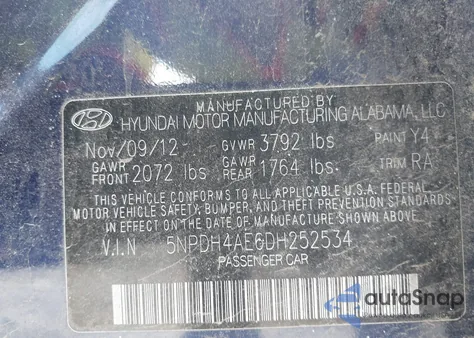 MANUFACTURED BY
HYUNDAI MOTOR MANUFACTURING ALABAMA, LLC
Nov/09/12 GVWR 3792 lbs PAINT Y4
GAWR FRONT 2072 lbs GAWR REAR 1764 lbs. TRIM RA
THIS VEHICLE CONFORMS TO ALL APPLICABLE U.S.A. FEDERAL
MOTOR VEHICLE SAFETY, BUMPER, AND THEFT PREVENTION STANDARDS
IN EFFECT ON THE DATE OF MANUFACTURE SHOWN ABOVE.
V.I.N 5NPDH4AE6DH252534
PASSENGER CAR
autoSnap